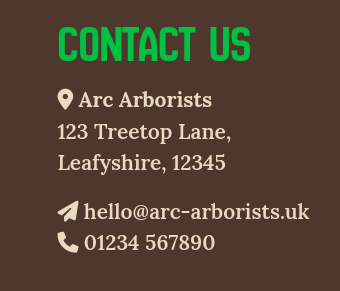 CONTACT US
Arc Arborists
123 Treetop Lane,
Leafyshire, 12345
hello@arc-arborists.uk
01234 567890